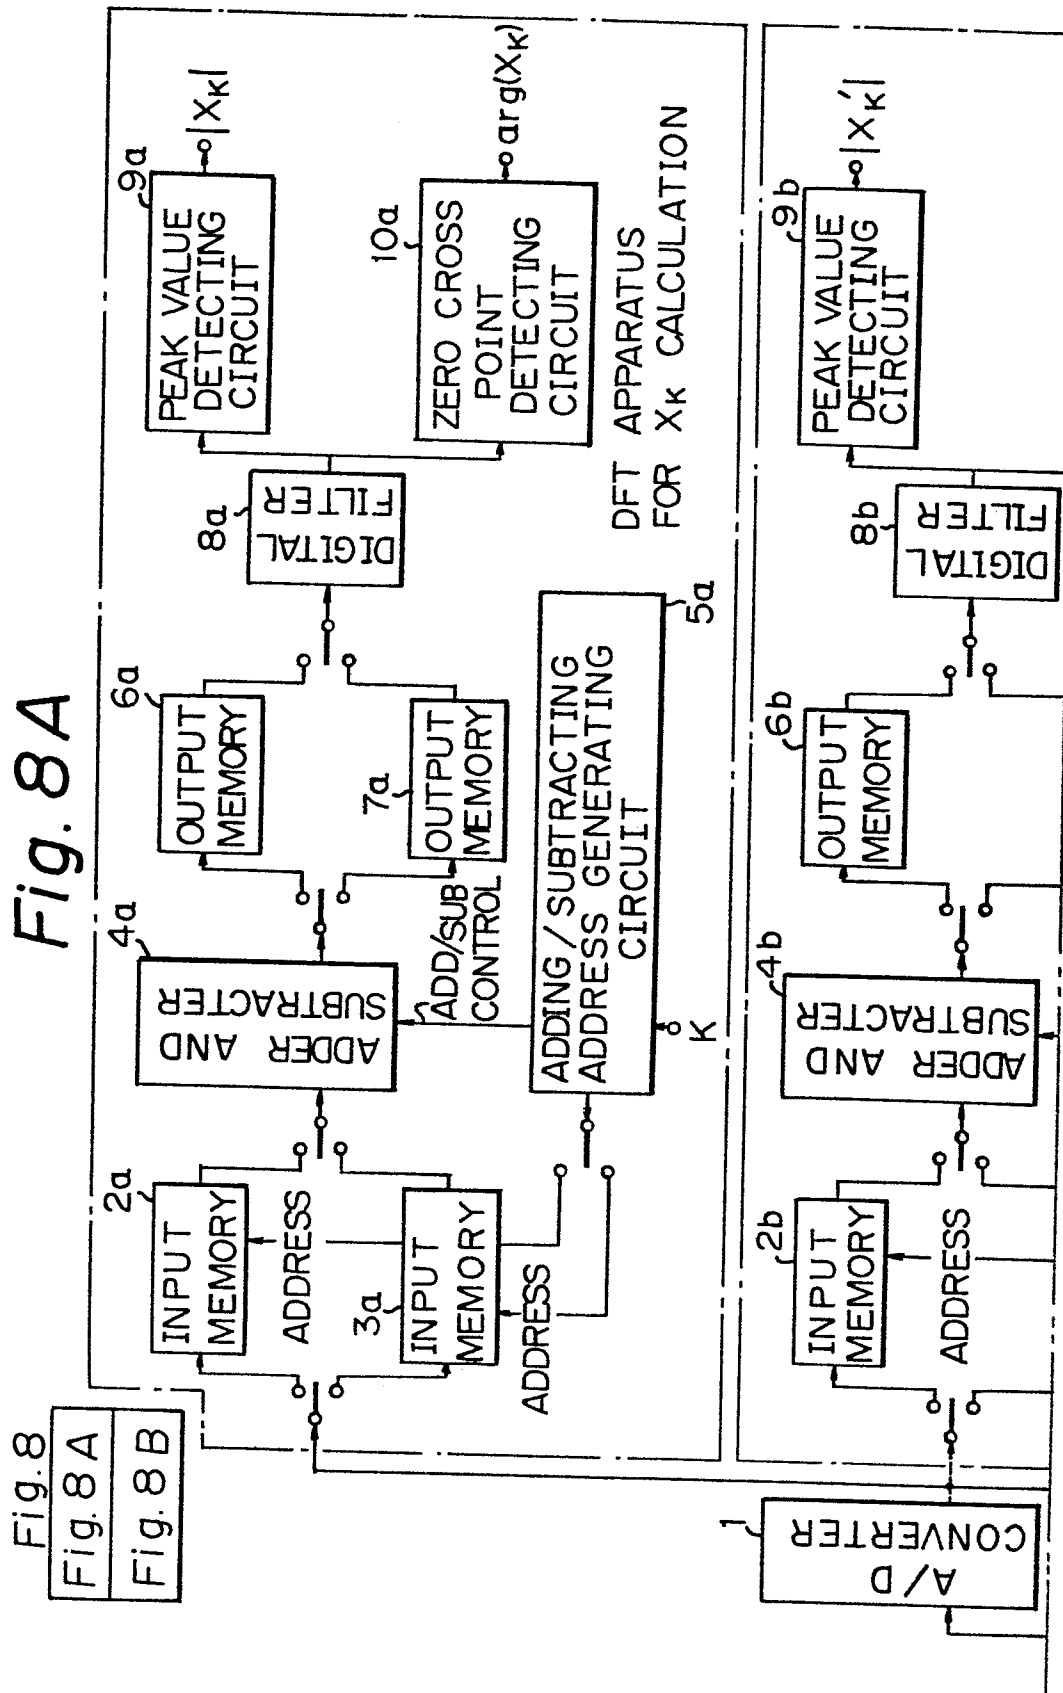 Fig. 8
Fig. 8A
Fig. 8B
Fig. 8A
2a
INPUT
MEMORY
ADDRESS
3a
INPUT
MEMORY
ADDRESS
4a
ADDER AND
SUBTRACTER
ADD/SUB
CONTROL
ADDING/SUBTRACTING
ADDRESS GENERATING
CIRCUIT
5a
K
6a
OUTPUT
MEMORY
7a
OUTPUT
MEMORY
8a
DIGITAL
FILTER
9a
PEAK VALUE
DETECTING
CIRCUIT
|XK|
10a
ZERO CROSS
POINT
DETECTING
CIRCUIT
arg(XK)
DFT APPARATUS
FOR XK CALCULATION
1
A/D
CONVERTER
2b
INPUT
MEMORY
ADDRESS
4b
ADDER AND
SUBTRACTER
6b
OUTPUT
MEMORY
8b
DIGITAL
FILTER
9b
PEAK VALUE
DETECTING
CIRCUIT
|XK'|